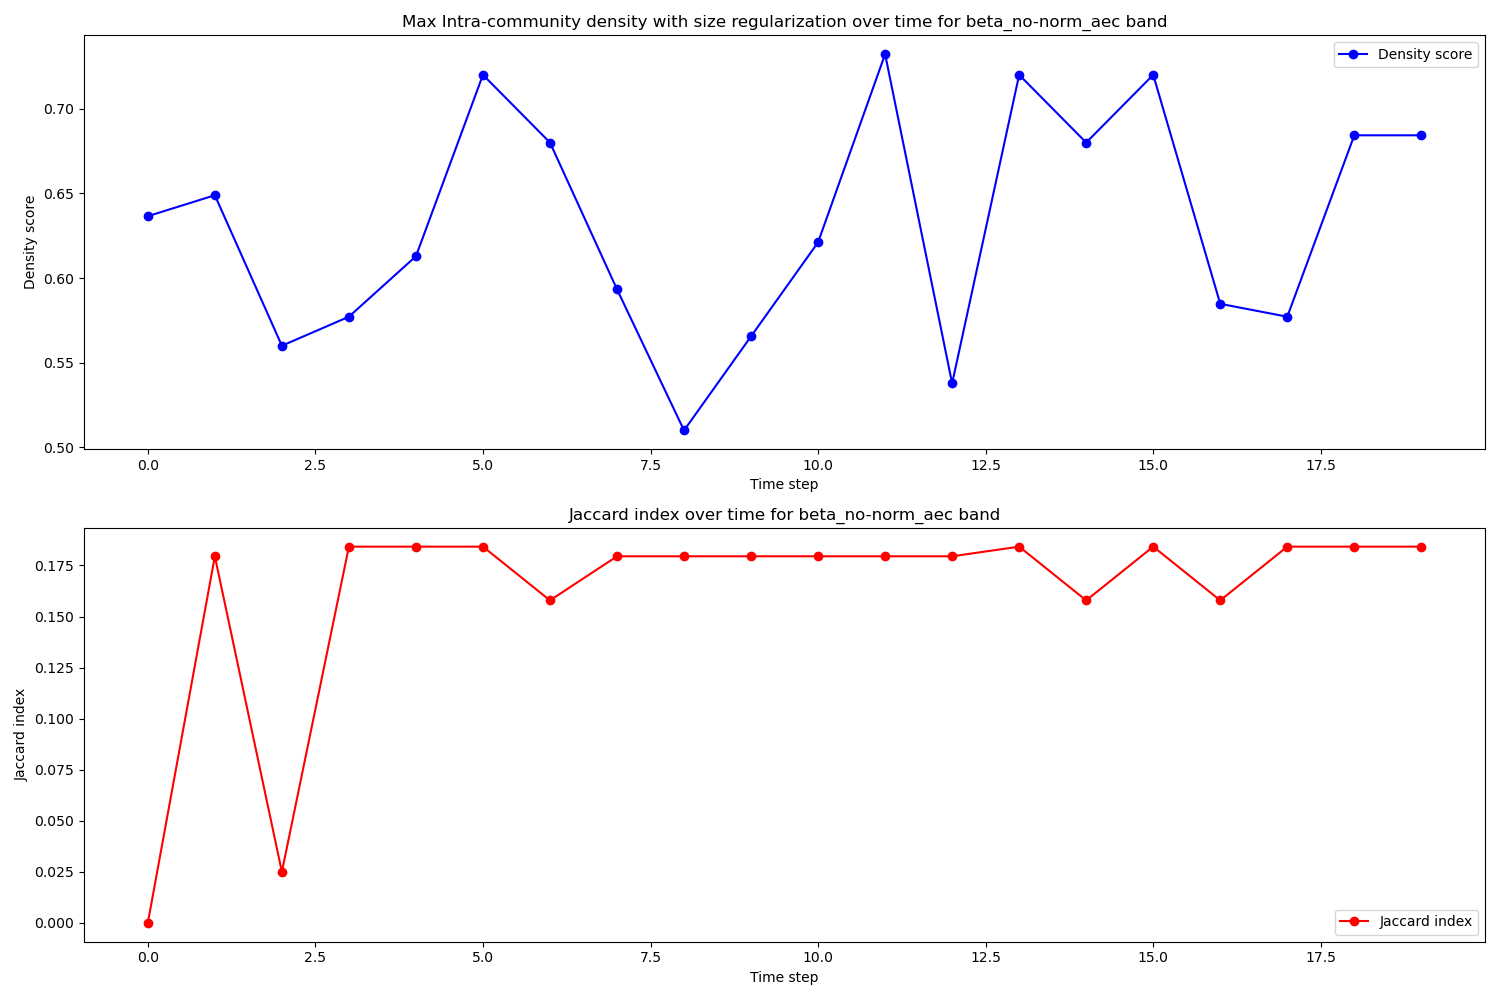 Max Intra-community density with size regularization over time for beta_no-norm_aec band
Density score
Density score
0.70
0.65
0.60
0.55
0.50
0.0 2.5 5.0 7.5 10.0 12.5 15.0 17.5
Time step
Jaccard index over time for beta_no-norm_aec band
Jaccard index
0.175
0.150
0.125
0.100
0.075
0.050
0.025
0.000
Jaccard index
0.0 2.5 5.0 7.5 10.0 12.5 15.0 17.5
Time step